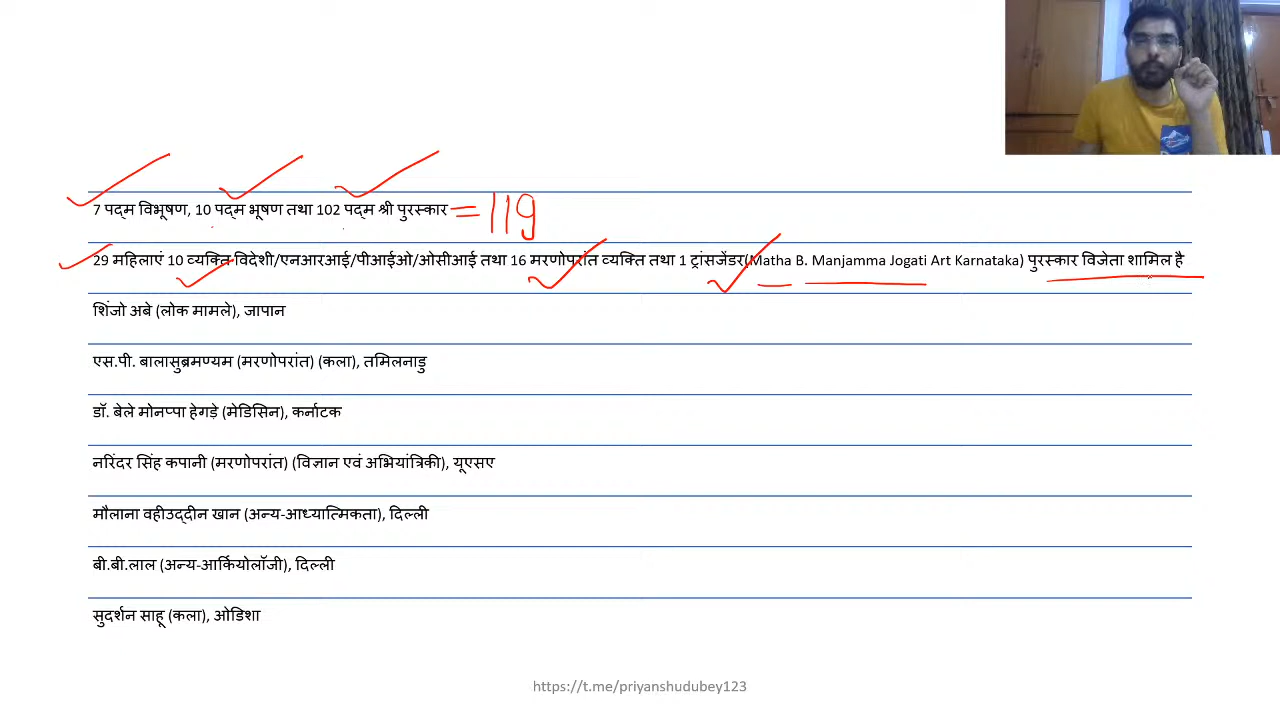 7 पद्म विभूषण, 10 पद्म भूषण तथा 102 पद्म श्री पुरस्कार = 119
29 महिलाएं 10 व्यक्ति विदेशी/एनआरआई/पीआईओ/ओसीआई तथा 16 मरणोपरांत व्यक्ति तथा 1 ट्रांसजेंडर(Matha B. Manjamma Jogati Art Karnataka) पुरस्कार विजेता शामिल है
शिंजो अबे (लोक मामले), जापान
एस.पी. बालासुब्रमण्यम (मरणोपरांत) (कला), तमिलनाडु
डॉ. बेले मोनप्पा हेगड़े (मेडिसिन), कर्नाटक
नरिंदर सिंह कपानी (मरणोपरांत) (विज्ञान एवं अभियांत्रिकी), यूएसए
मौलाना वहीउद्दीन खान (अन्य-आध्यात्मिकता), दिल्ली
बी.बी.लाल (अन्य-आर्कियोलॉजी), दिल्ली
सुदर्शन साहू (कला), ओडिशा
https://t.me/priyanshudubey123